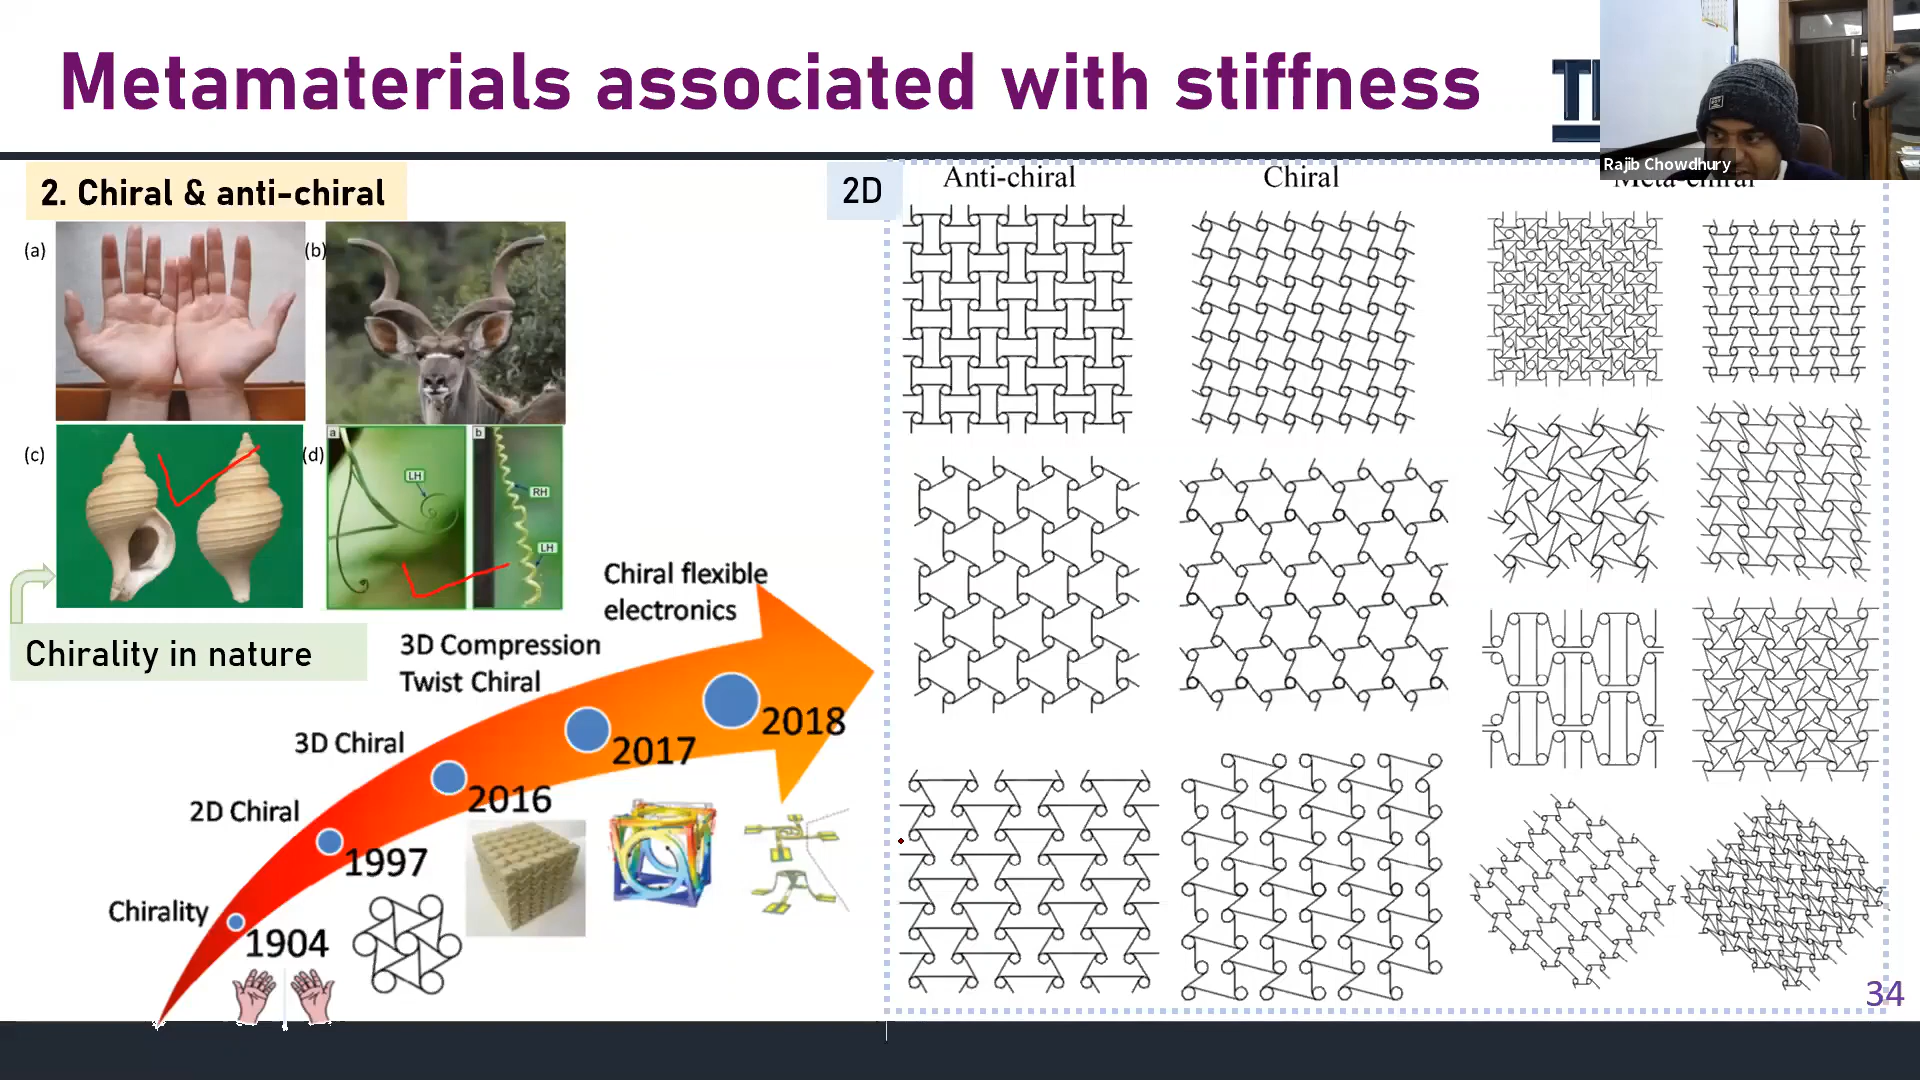 Metamaterials associated with stiffness
Rajib Chowdhury
2. Chiral & anti-chiral
2D
Anti-chiral
Chiral
Meta-chiral
(a)
(b)
(c)
(d)
a
b
LH
RH
LH
Chirality in nature
Chiral flexible
electronics
3D Compression
Twist Chiral
3D Chiral
2D Chiral
Chirality
2018
2017
2016
1997
1904
34